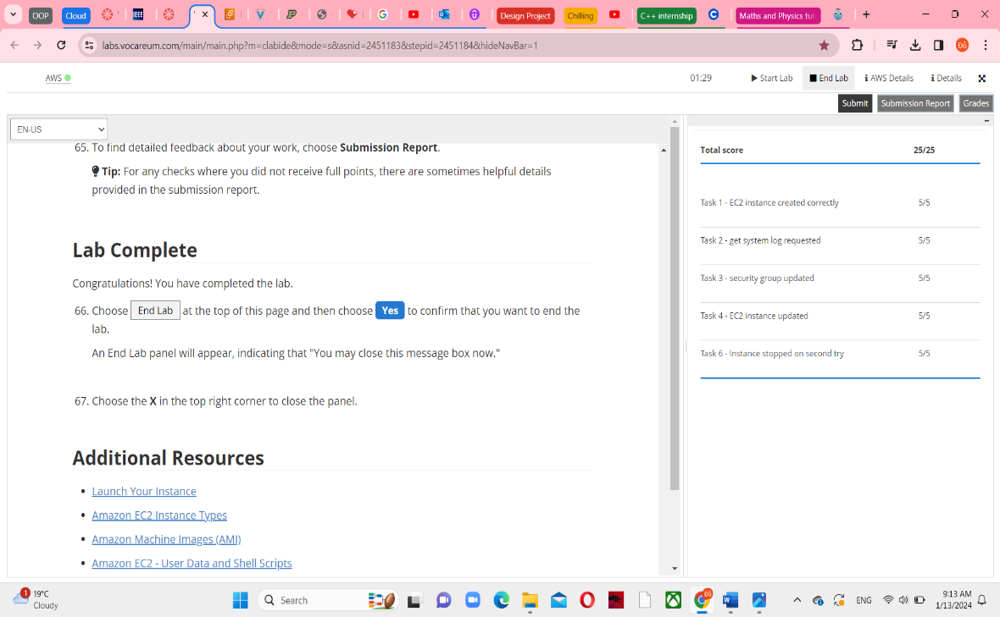 OOP
Cloud
IEEE
Design Project
Chilling
C++ internship
Maths and Physics tu
labs.vocareum.com/main/main.php?m=clabide&mode=s&asnid=2451183&stepid=2451184&hideNavBar=1
AWS
01:29
Start Lab
End Lab
AWS Details
Details
Submit
Submission Report
Grades
EN-US
65. To find detailed feedback about your work, choose Submission Report.
Tip: For any checks where you did not receive full points, there are sometimes helpful details
provided in the submission report.
Lab Complete
Congratulations! You have completed the lab.
66. Choose End Lab at the top of this page and then choose Yes to confirm that you want to end the
lab.
An End Lab panel will appear, indicating that "You may close this message box now."
67. Choose the X in the top right corner to close the panel.
Additional Resources
• Launch Your Instance
• Amazon EC2 Instance Types
• Amazon Machine Images (AMI)
• Amazon EC2 - User Data and Shell Scripts
Total score 25/25
Task 1 - EC2 instance created correctly 5/5
Task 2 - get system log requested 5/5
Task 3 - security group updated 5/5
Task 4 - EC2 instance updated 5/5
Task 6 - Instance stopped on second try 5/5
1
19°C
Cloudy
Search
ENG
9:13 AM
1/13/2024